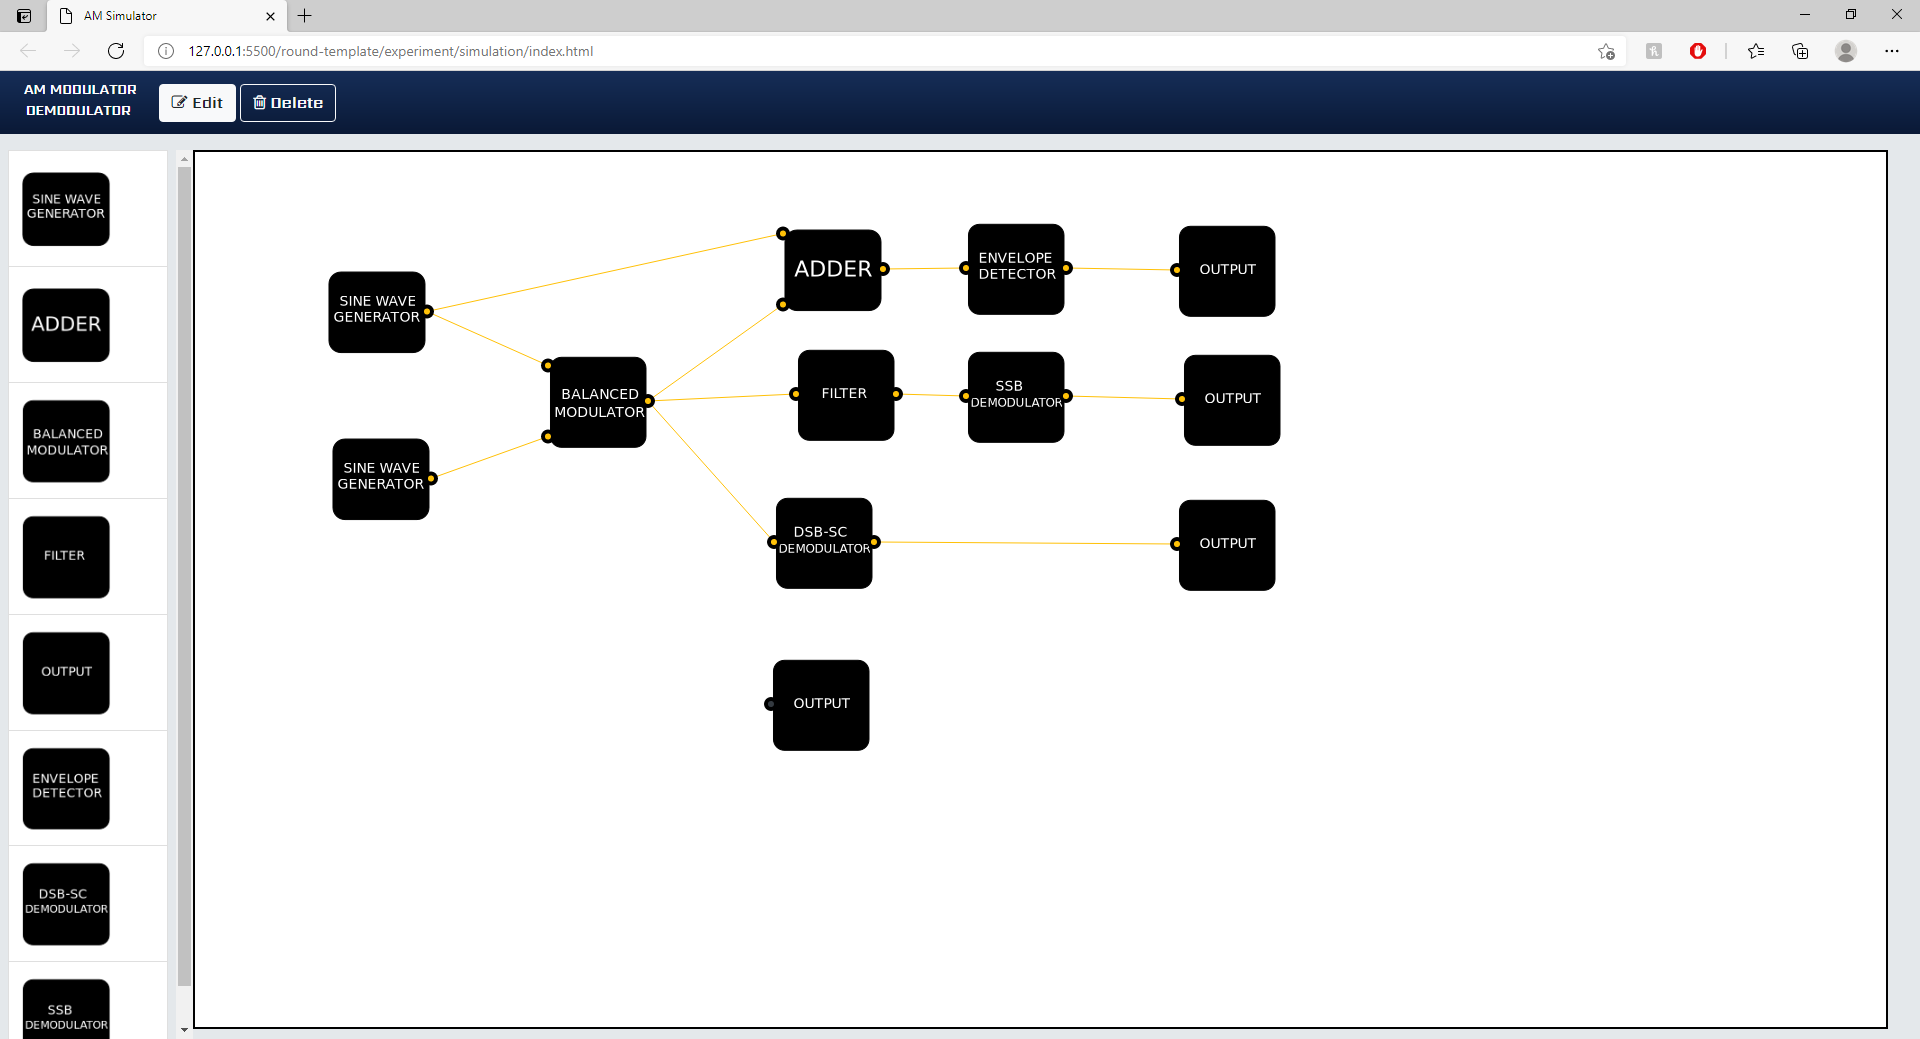 AM Simulator
127.0.0.1:5500/round-template/experiment/simulation/index.html
AM MODULATOR
DEMODULATOR
Edit
Delete
SINE WAVE
GENERATOR
ADDER
BALANCED
MODULATOR
FILTER
OUTPUT
ENVELOPE
DETECTOR
DSB-SC
DEMODULATOR
SSB
DEMODULATOR
SINE WAVE
GENERATOR
SINE WAVE
GENERATOR
BALANCED
MODULATOR
ADDER
ENVELOPE
DETECTOR
OUTPUT
FILTER
SSB
DEMODULATOR
OUTPUT
DSB-SC
DEMODULATOR
OUTPUT
OUTPUT